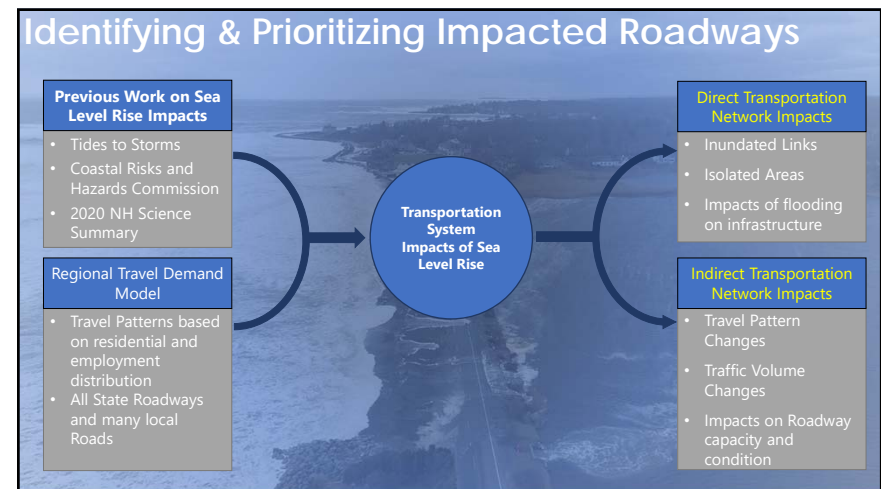 Identifying & Prioritizing Impacted Roadways
Previous Work on Sea
Level Rise Impacts
• Tides to Storms
• Coastal Risks and
Hazards Commission
• 2020 NH Science
Summary
Regional Travel Demand
Model
• Travel Patterns based
on residential and
employment
distribution
• All State Roadways
and many local
Roads
Transportation
System
Impacts of Sea
Level Rise
Direct Transportation
Network Impacts
• Inundated Links
• Isolated Areas
• Impacts of flooding
on infrastructure
Indirect Transportation
Network Impacts
• Travel Pattern
Changes
• Traffic Volume
Changes
• Impacts on Roadway
capacity and
condition